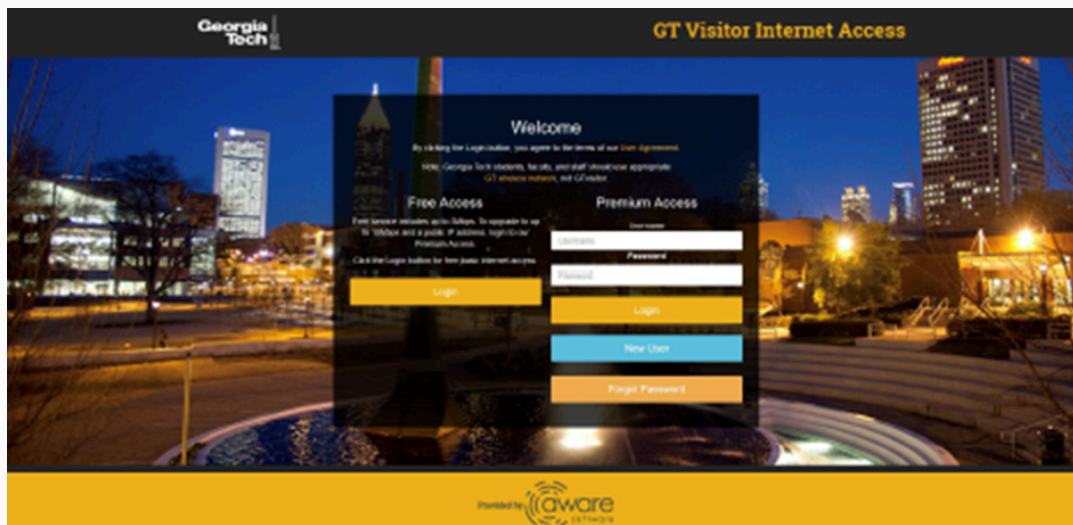 Georgia
Tech
GT Visitor Internet Access
Welcome
By clicking the Login button, you agree to the terms of our User Agreement.
Note: Georgia Tech students, faculty, and staff should use appropriate
GT wireless network, not GTvisitor.
Free Access
Free service includes up to To upgrade to up
to and a public IP address, login to our
Premium Access.
Click the Login button for free basic internet access.
Login
Premium Access
Username
Username
Password
Password
Login
New User
Forgot Password
Provided by aware
software